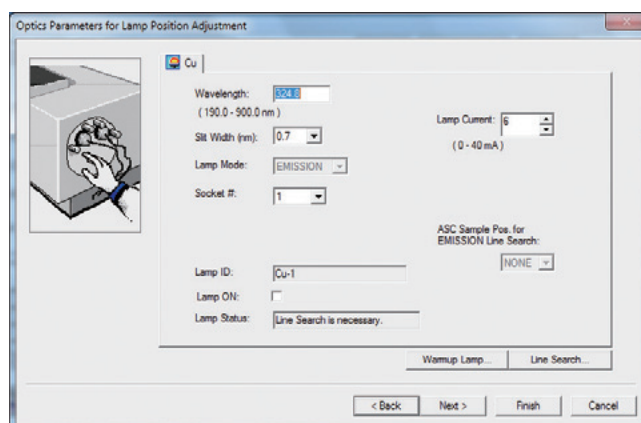 Optics Parameters for Lamp Position Adjustment
Cu
Wavelength: 324.8
( 190.0 - 900.0 nm )
Lamp Current: 6
( 0 - 40 mA )
Slit Width (nm): 0.7
Lamp Mode: EMISSION
Socket #: 1
ASC Sample Pos. for
EMISSION Line Search:
NONE
Lamp ID: Cu-1
Lamp ON:
Lamp Status: Line Search is necessary.
Warmup Lamp... Line Search...
< Back Next > Finish Cancel